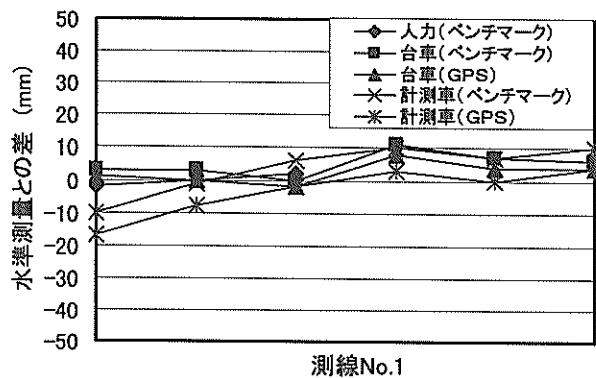 50
40
30
20
10
0
-10
-20
-30
-40
-50
水準測量との差 (mm)
人力(ベンチマーク)
台車(ベンチマーク)
台車(GPS)
計測車(ベンチマーク)
計測車(GPS)
測線No.1